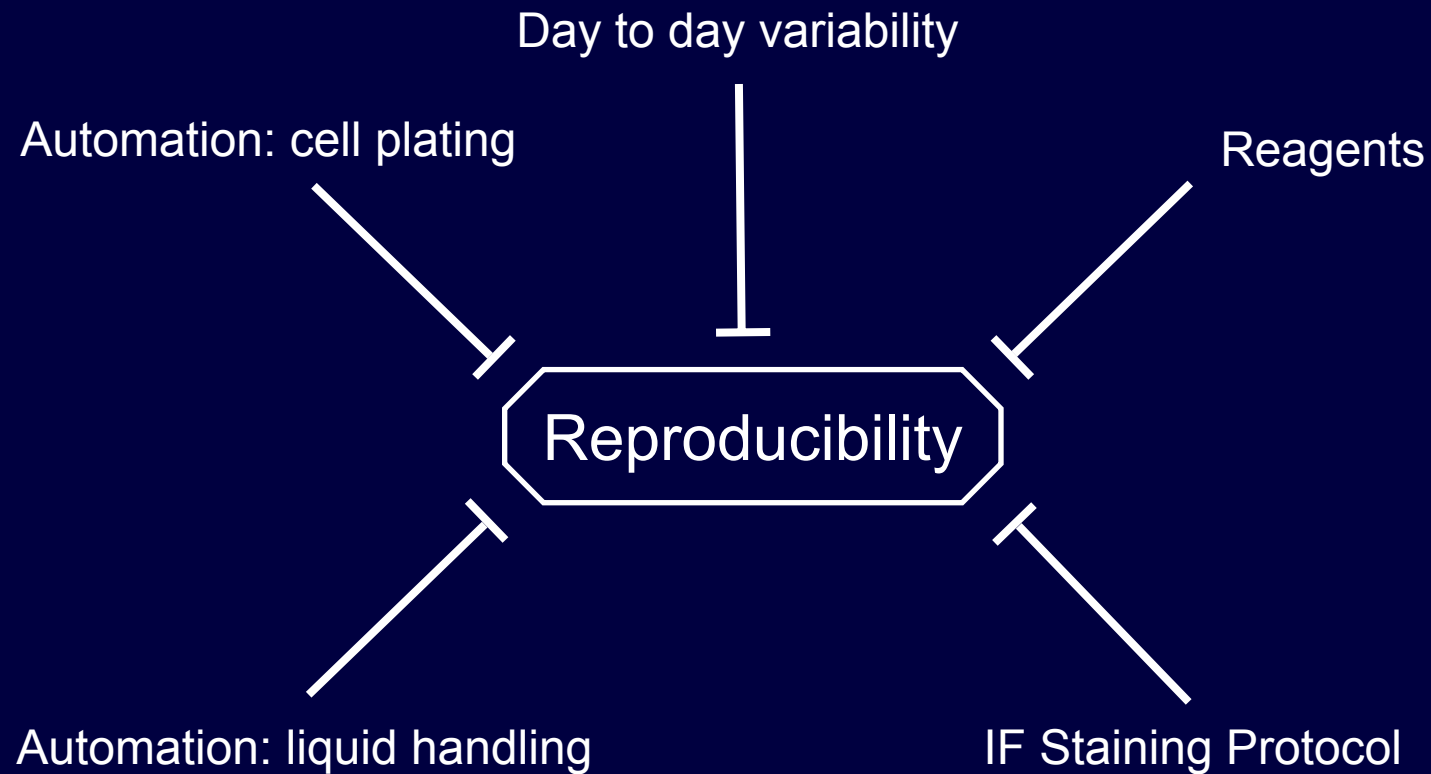 Day to day variability
Automation: cell plating
Reagents
Reproducibility
Automation: liquid handling
IF Staining Protocol